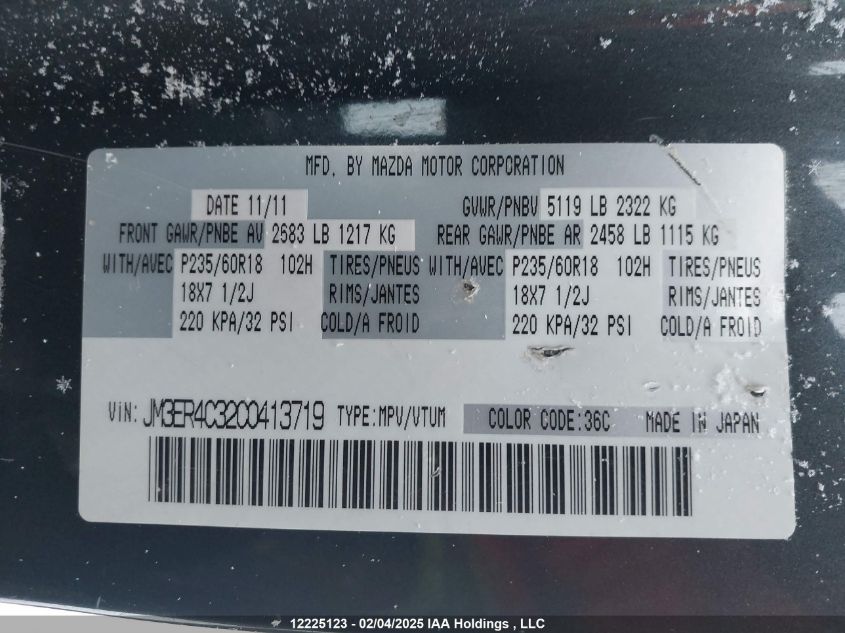 MFD. BY MAZDA MOTOR CORPORATION
DATE 11/11 GVWR/PNBV 5119 LB 2322 KG
FRONT GAWR/PNBE AV 2683 LB 1217 KG REAR GAWR/PNBE AR 2458 LB 1115 KG
WITH/AVEC P235/60R18 102H TIRES/PNEUS WITH/AVEC P235/60R18 102H TIRES/PNEUS
18X7 1/2J RIMS/JANTES 18X7 1/2J RIMS/JANTES
220 KPA/32 PSI COLD/A FROID 220 KPA/32 PSI COLD/A FROID
VIN: JM3ER4C32C0413719 TYPE:MPV/VTUM COLOR CODE:36C MADE IN JAPAN
12225123 - 02/04/2025 IAA Holdings , LLC